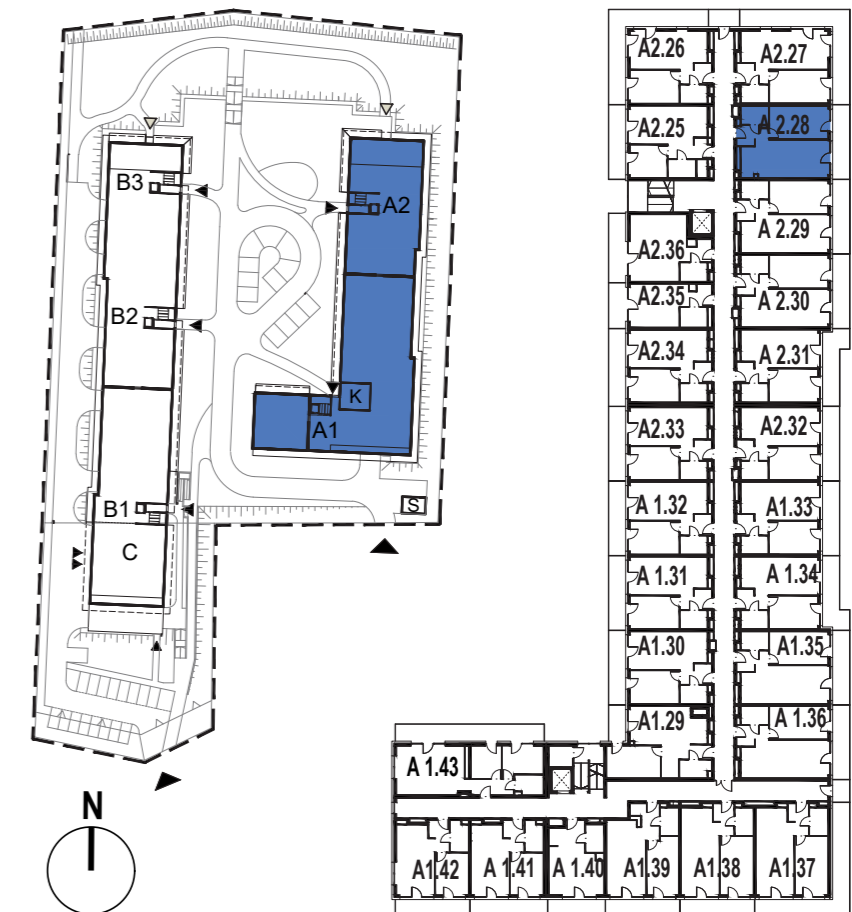 B3
A2
B2
K
A1
B1
S
C
N
A2.26
A2.27
A2.25
A 2.28
A2.36
A 2.29
A2.35
A 2.30
A2.34
A 2.31
A2.33
A2.32
A 1.32
A1.33
A 1.31
A 1.34
A1.30
A1.35
A1.29
A 1.36
A 1.43
A1.42
A 1.41
A 1.40
A1.39
A1.38
A1.37